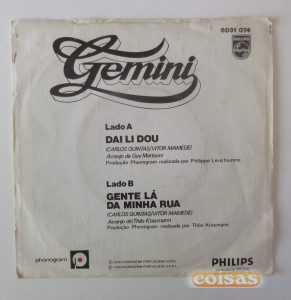 6031 074
PHILIPS
Gemini
Lado A
DAI LI DOU
(CARLOS QUINTAS/VITOR MAMEDE)
Arranjo de Guy Matteoni
Produção Phonogram realizada por Philippe
Lado B
GENTE LÁ
DA MINHA RUA
(CARLOS QUINTAS/VITOR MAMEDE)
Arranjo de Thilo Krasmann
Produção Phonogram realizada por Thilo Krasmann
phonogram
PHILIPS
coisas